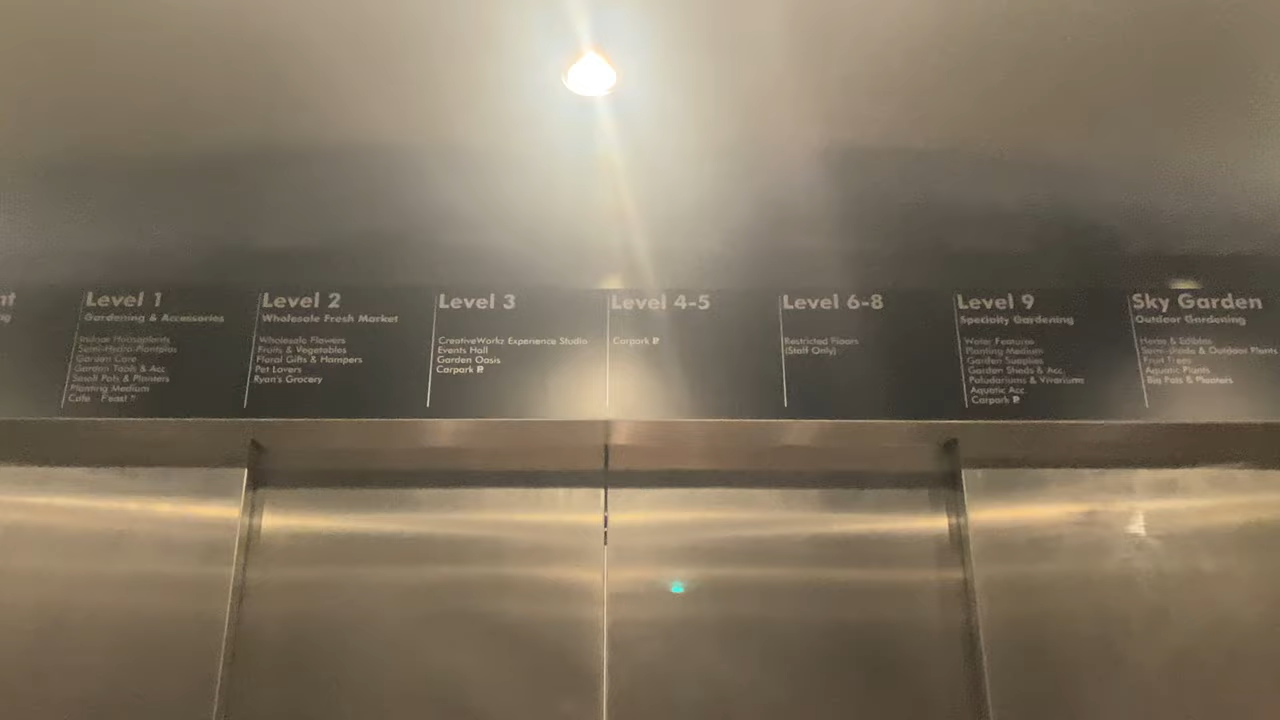 nt
Level 1
Gardening & Accessories
Indoor Houseplants
Semi-Hydro Planting
Garden Care
Garden Tools & Acc
Small Pots & Planters
Planting Medium
Cafe Feast
Level 2
Wholesale Fresh Market
Wholesale Flowers
Fruits & Vegetables
Floral Gifts & Hampers
Pet Lovers
Ryan's Grocery
Level 3
CreativeWorkz Experience Studio
Events Hall
Garden Oasis
Carpark P
Level 4-5
Carpark P
Level 6-8
Restricted Floors
(Staff Only)
Level 9
Specialty Gardening
Water Features
Planting Medium
Garden Supplies
Garden Sheds & Acc.
Paludariums & Vivariums
Aquatic Acc.
Carpark P
Sky Garden
Outdoor Gardening
Herbs & Edibles
Semi-Shade & Outdoor Plants
Fruit Trees
Aquatic Plants
Big Pots & Planters